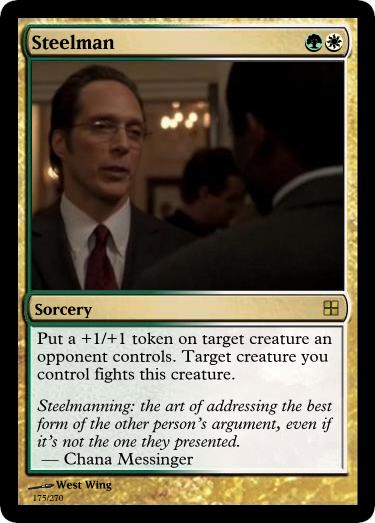 Steelman
Sorcery
Put a +1/+1 token on target creature an
opponent controls. Target creature you
control fights this creature.
Steelmanning: the art of addressing the best
form of the other person's argument, even if
it's not the one they presented.
— Chana Messinger
West Wing
175/270